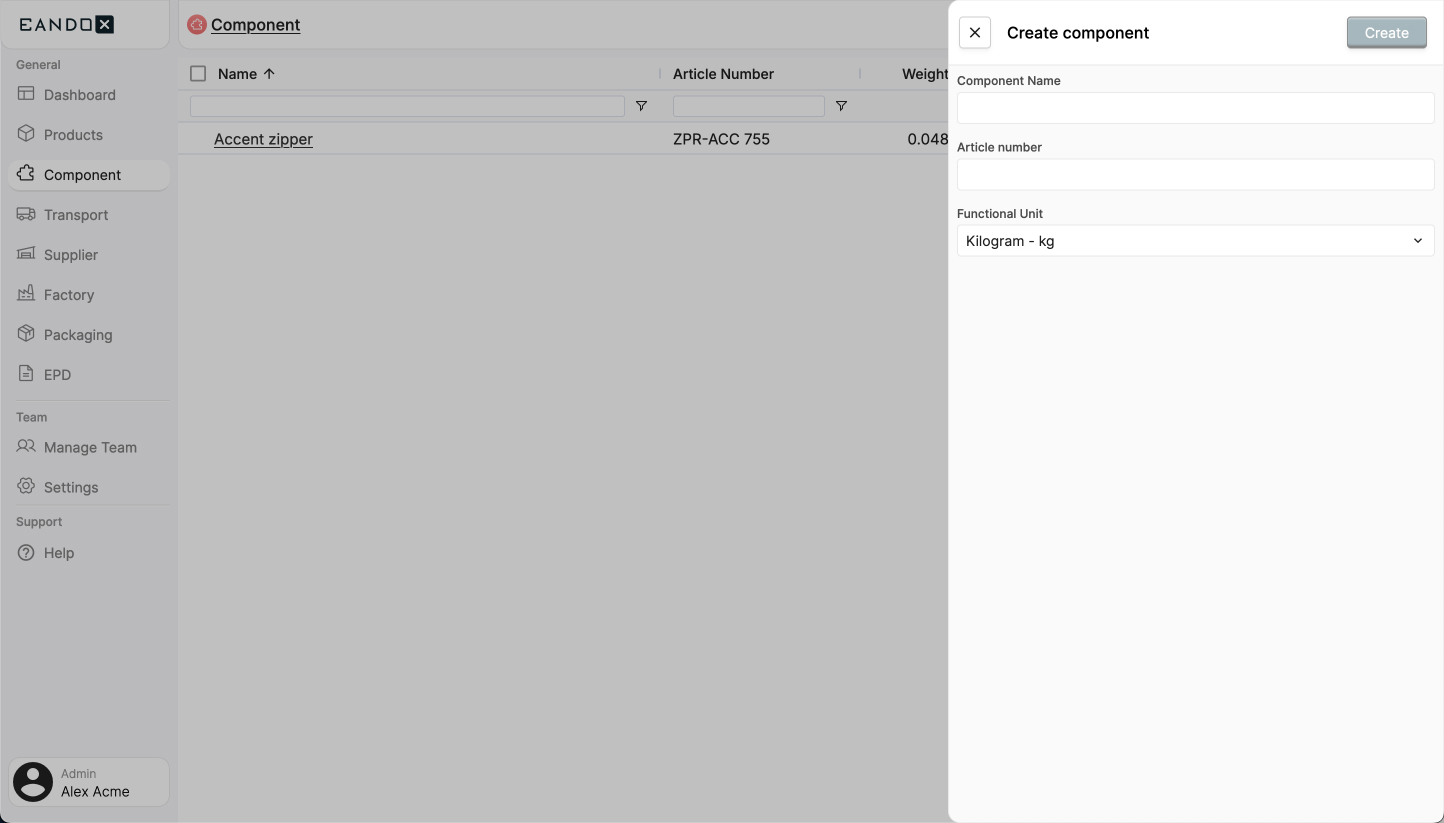 CANDOX
General
Dashboard
Products
Component
Transport
Supplier
Factory
Packaging
EPD
Team
Manage Team
Settings
Support
Help
Admin
Alex Acme
Component
Name Article Number Weight
Accent zipper ZPR-ACC 755 0.048
Create component Create
Component Name
Article number
Functional Unit
Kilogram - kg